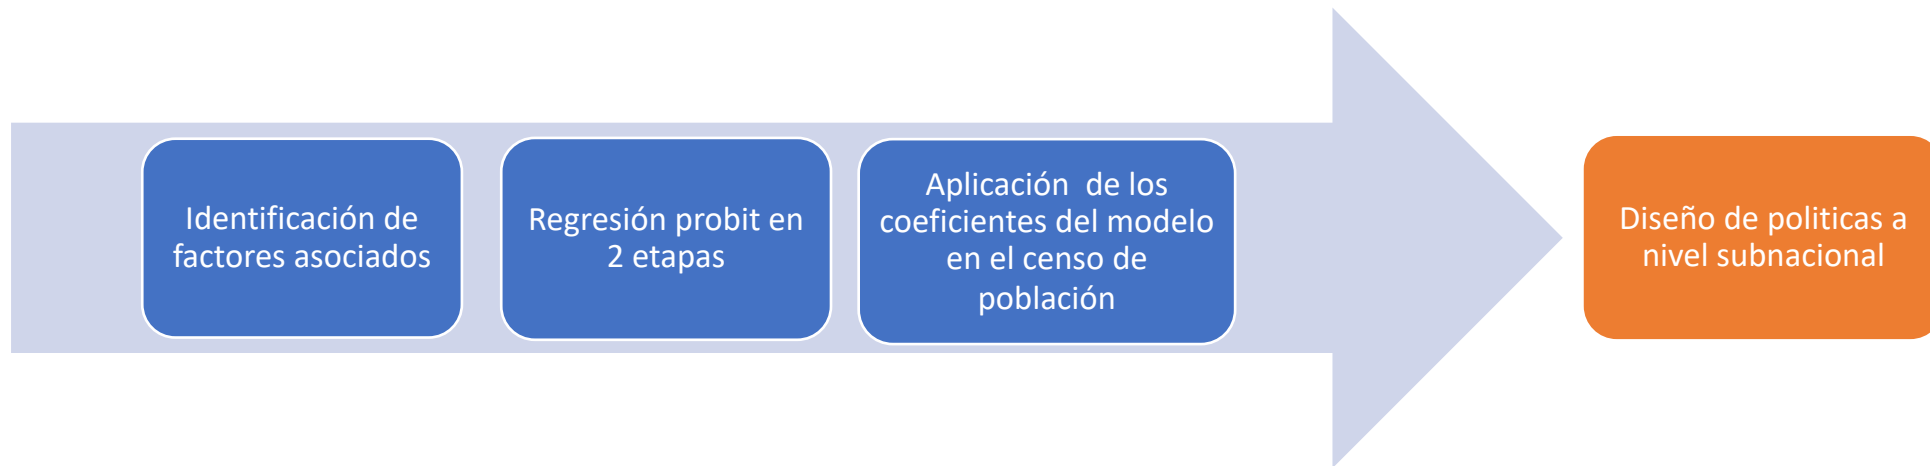 Identificación de
factores asociados
Regresión probit en
2 etapas
Aplicación  de los
coeficientes del modelo
en el censo de
población
Diseño de politicas a
nivel subnacional